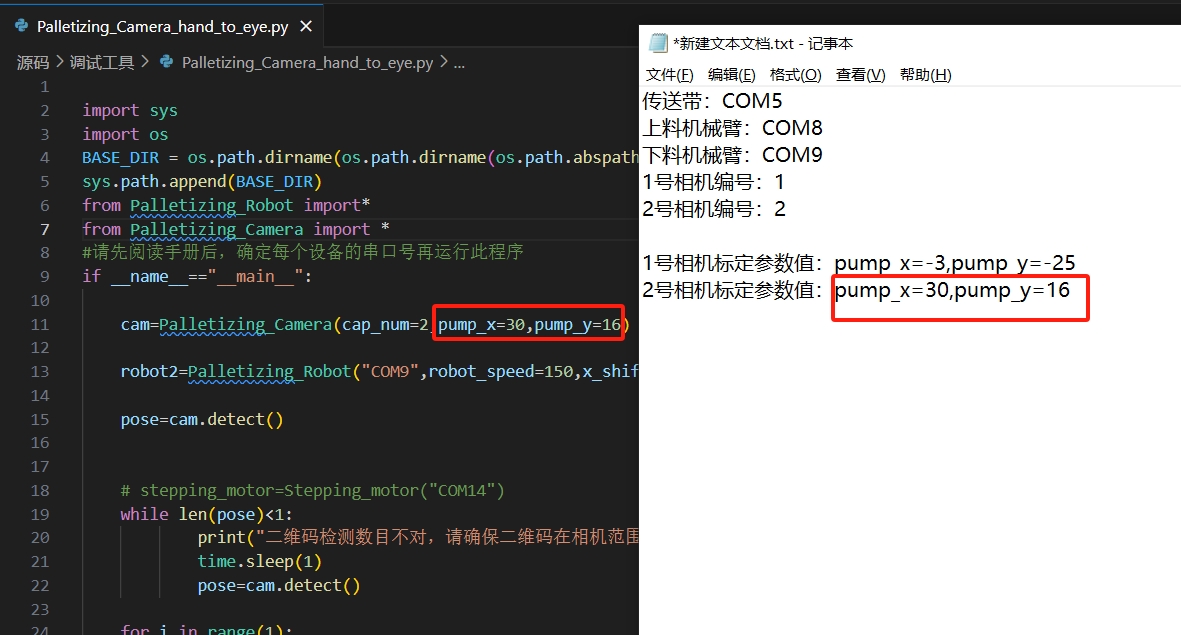 Palletizing_Camera_hand_to_eye.py
源码 > 调试工具 > Palletizing_Camera_hand_to_eye.py > ...
1
2 import sys
3 import os
4 BASE_DIR = os.path.dirname(os.path.dirname(os.path.abspath
5 sys.path.append(BASE_DIR)
6 from Palletizing_Robot import*
7 from Palletizing_Camera import *
8 #请先阅读手册后，确定每个设备的串口号再运行此程序
9 if __name__=="__main__":
10
11 cam=Palletizing_Camera(cap_num=2,pump_x=30,pump_y=16)
12
13 robot2=Palletizing_Robot("COM9",robot_speed=150,x_shif
14
15 pose=cam.detect()
16
17
18 # stepping_motor=Stepping_motor("COM14")
19 while len(pose)<1:
20 print("二维码检测数目不对，请确保二维码在相机范围
21 time.sleep(1)
22 pose=cam.detect()
23
24 for i in range(1):
*新建文本文档.txt - 记事本
文件(F) 编辑(E) 格式(O) 查看(V) 帮助(H)
传送带：COM5
上料机械臂：COM8
下料机械臂：COM9
1号相机编号：1
2号相机编号：2
1号相机标定参数值：pump_x=-3,pump_y=-25
2号相机标定参数值：pump_x=30,pump_y=16